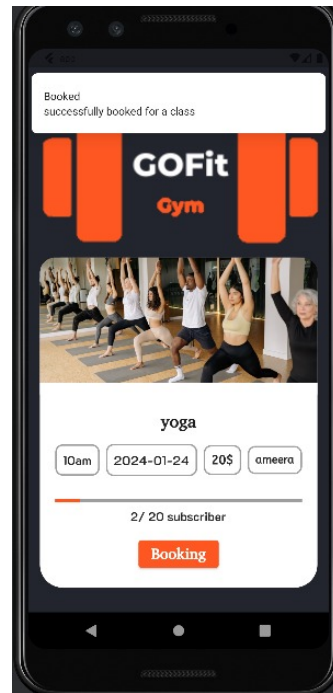 Booked
successfully booked for a class
GOFit
Gym
yoga
10am 2024-01-24 20$ ameera
2/ 20 subscriber
Booking